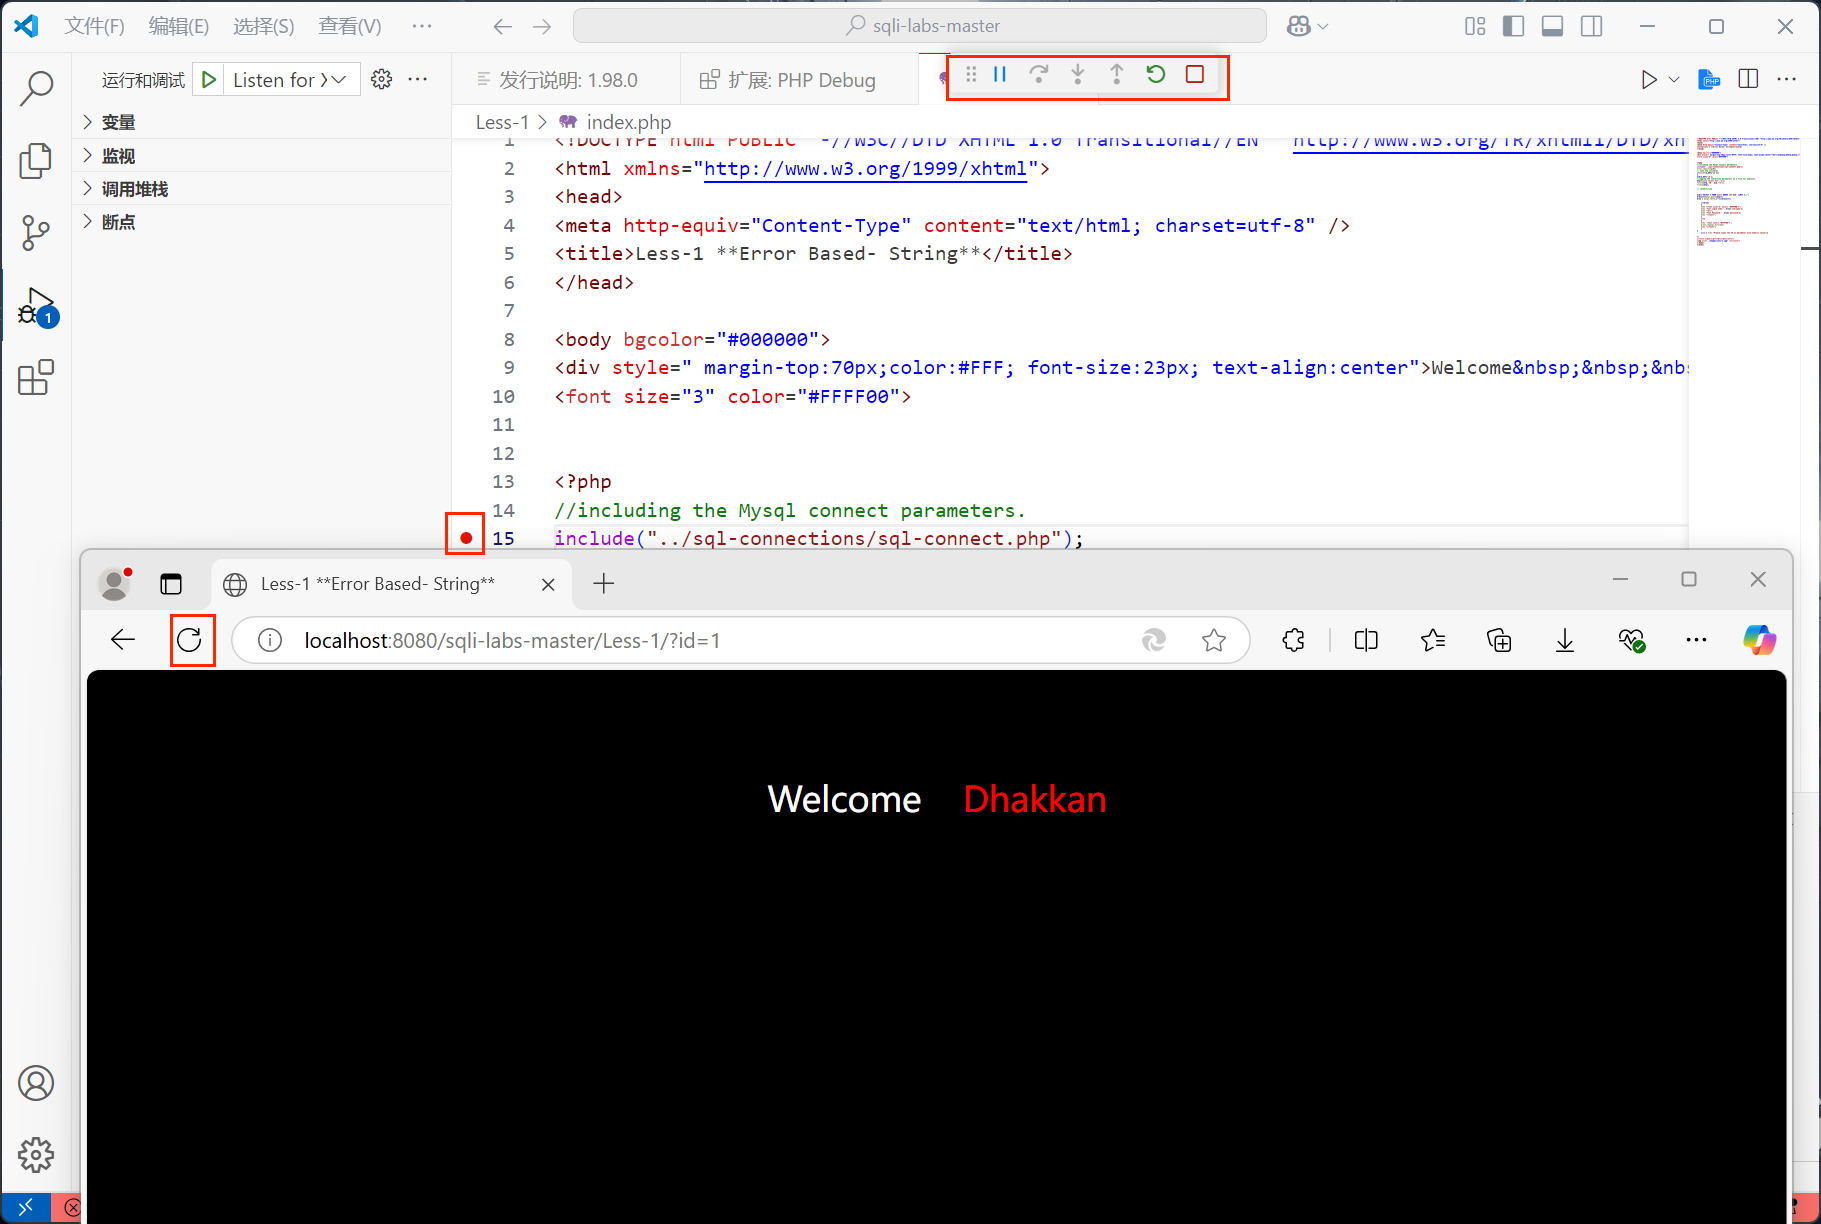 文件(F) 编辑(E) 选择(S) 查看(V) ··· sqli-labs-master
运行和调试 Listen for X ···
发行说明: 1.98.0 扩展: PHP Debug
变量
监视
调用堆栈
断点
1
Less-1 > index.php
1 <!DOCTYPE html PUBLIC "-//W3C//DTD XHTML 1.0 Transitional//EN" "http://www.w3.org/TR/xhtml1/DTD/xh
2 <html xmlns="http://www.w3.org/1999/xhtml">
3 <head>
4 <meta http-equiv="Content-Type" content="text/html; charset=utf-8" />
5 <title>Less-1 **Error Based- String**</title>
6 </head>
7
8 <body bgcolor="#000000">
9 <div style=" margin-top:70px;color:#FFF; font-size:23px; text-align:center">Welcome&nbsp;&nbsp;&nb
10 <font size="3" color="#FFFF00">
11
12
13 <?php
14 //including the Mysql connect parameters.
15 include("../sql-connections/sql-connect.php");
Less-1 **Error Based- String**
localhost:8080/sqli-labs-master/Less-1/?id=1
Welcome Dhakkan